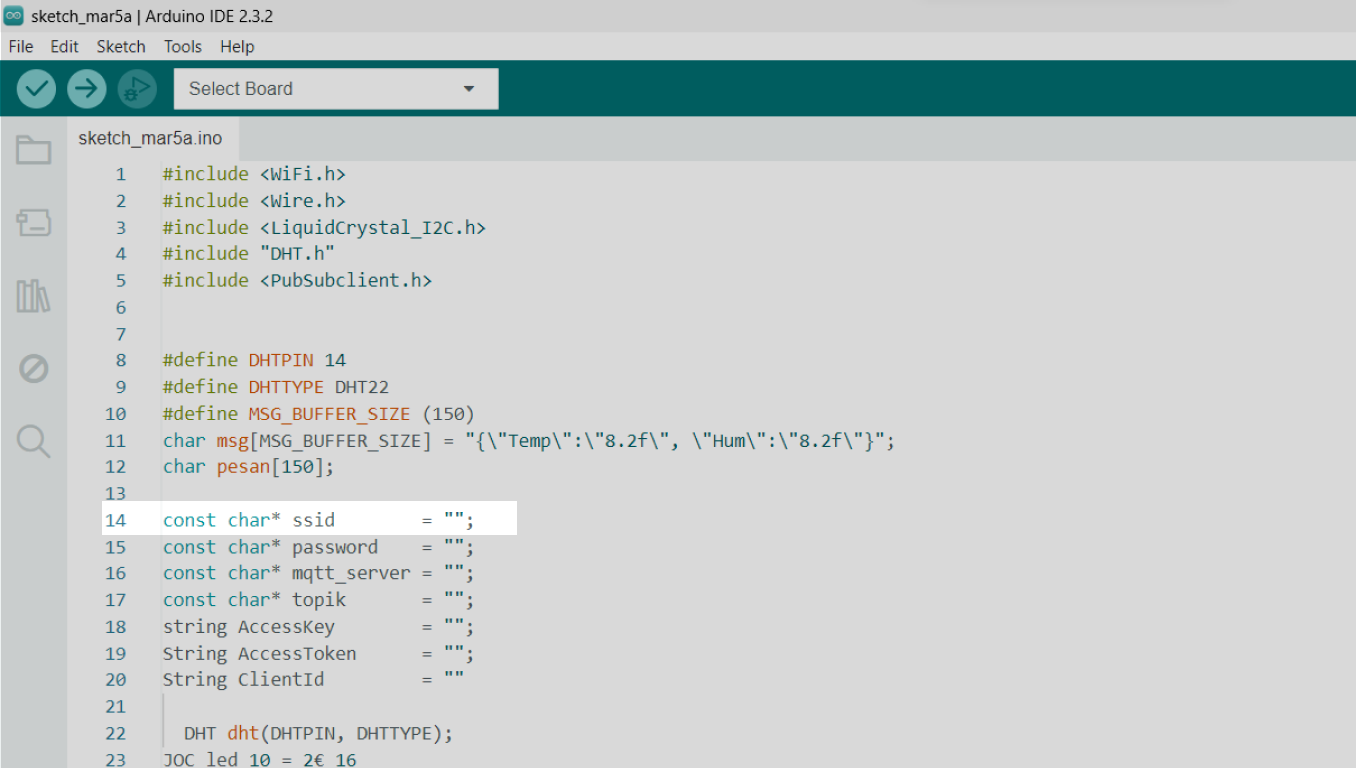 sketch_mar5a | Arduino IDE 2.3.2
File Edit Sketch Tools Help
Select Board
sketch_mar5a.ino
1 #include <WiFi.h>
2 #include <Wire.h>
3 #include <LiquidCrystal_I2C.h>
4 #include "DHT.h"
5 #include <PubSubclient.h>
6
7
8 #define DHTPIN 14
9 #define DHTTYPE DHT22
10 #define MSG_BUFFER_SIZE (150)
11 char msg[MSG_BUFFER_SIZE] = "{\"Temp\":\"8.2f\", \"Hum\":\"8.2f\"}";
12 char pesan[150];
13
14 const char* ssid = "";
15 const char* password = "";
16 const char* mqtt_server = "";
17 const char* topik = "";
18 string AccessKey = "";
19 String AccessToken = "";
20 String ClientId = ""
21
22 DHT dht(DHTPIN, DHTTYPE);
23 JOC led 10 = 2€ 16